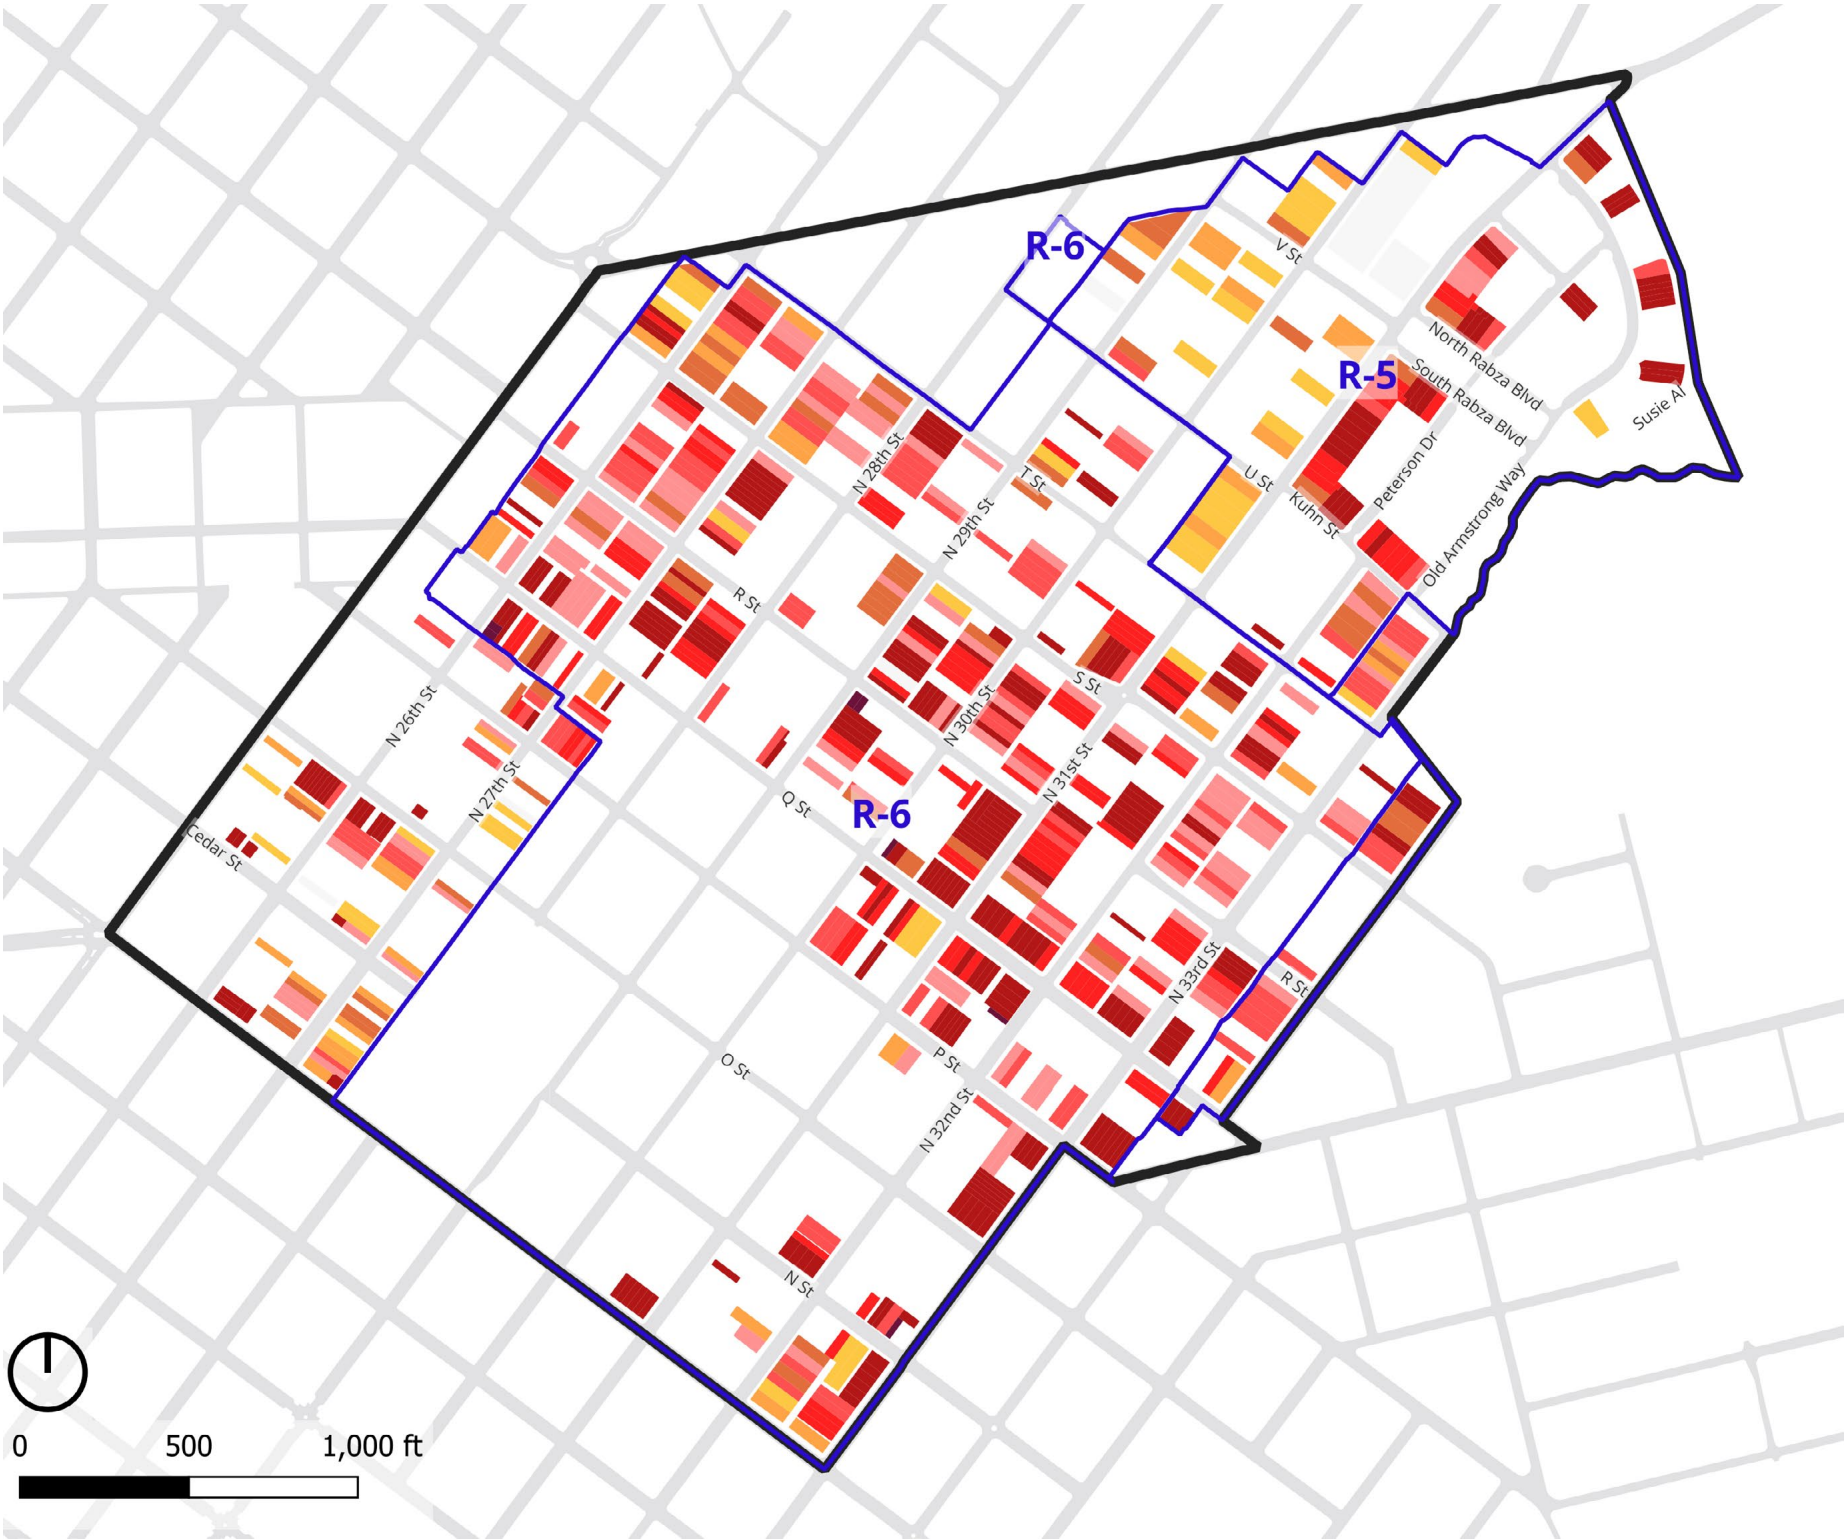 R-6
V St
North Rabza Blvd
R-5
South Rabza Blvd
Susie Al
N 28th St
T St
U St
Peterson Dr
Kuhn St
N 29th St
Old Armstrong Way
R St
S St
N 26th St
N 30th St
N 31st St
N 27th St
Q St
R-6
Cedar St
N 33rd St
R St
O St
P St
N 32nd St
N St
0 500 1,000 ft